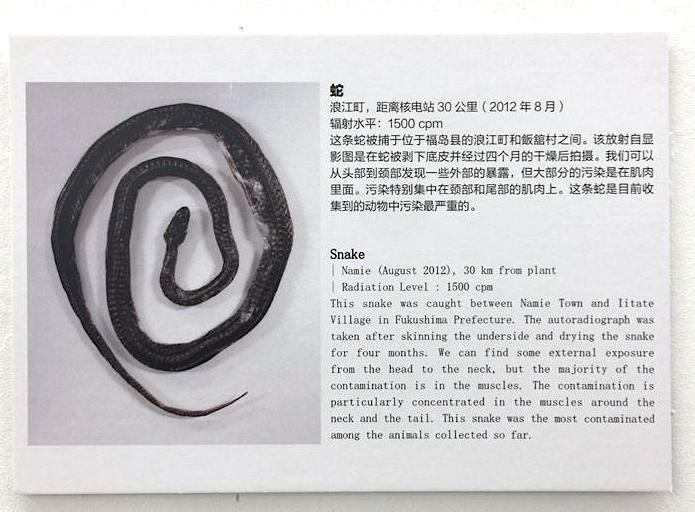 蛇
浪江町，距离核电站 30 公里（2012 年 8 月）
辐射水平：1500 cpm
这条蛇被捕于位于福岛县的浪江町和飯舘村之间。该放射自显
影图是在蛇被剥下底皮并经过四个月的干燥后拍摄。我们可以
从头部到颈部发现一些外部的暴露，但大部分的污染是在肌肉
里面。污染特别集中在颈部和尾部的肌肉上。这条蛇是目前收
集到的动物中污染最严重的。
Snake
| Namie (August 2012), 30 km from plant
| Radiation Level : 1500 cpm
This snake was caught between Namie Town and Iitate
Village in Fukushima Prefecture. The autoradiograph was
taken after skinning the underside and drying the snake
for four months. We can find some external exposure
from the head to the neck, but the majority of the
contamination is in the muscles. The contamination is
particularly concentrated in the muscles around the
neck and the tail. This snake was the most contaminated
among the animals collected so far.